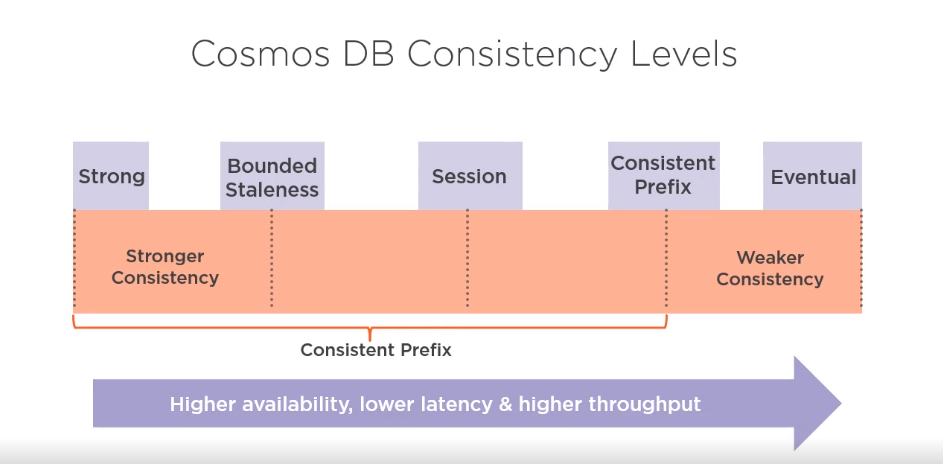 Cosmos DB Consistency Levels
Strong
Bounded
Staleness
Session
Consistent
Prefix
Eventual
Stronger
Consistency
Weaker
Consistency
Consistent Prefix
Higher availability, lower latency & higher throughput